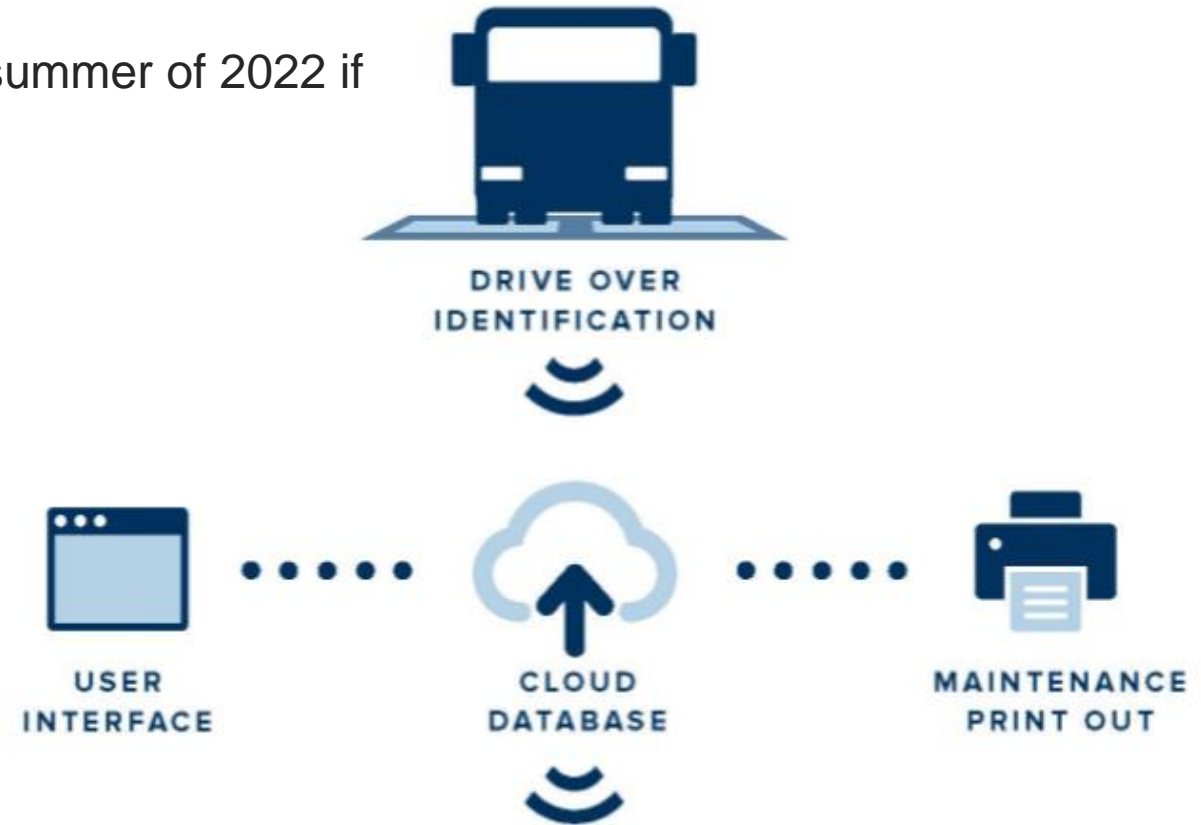 summer of 2022 if
DRIVE OVER
IDENTIFICATION
USER
INTERFACE
CLOUD
DATABASE
MAINTENANCE
PRINT OUT